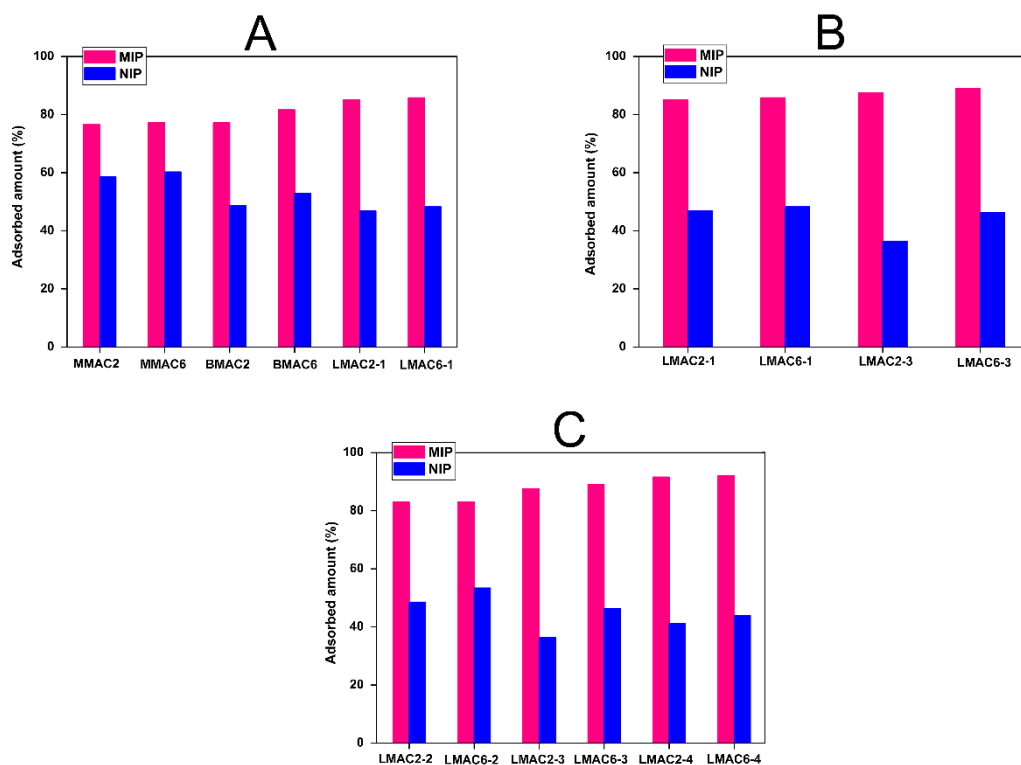 A
MIP
NIP
Adsorbed amount (%)
100
80
60
40
20
0
MMAC2 MMAC6 BMAC2 BMAC6 LMAC2-1 LMAC6-1
B
MIP
NIP
Adsorbed amount (%)
100
80
60
40
20
0
LMAC2-1 LMAC6-1 LMAC2-3 LMAC6-3
C
MIP
NIP
Adsorbed amount (%)
100
80
60
40
20
0
LMAC2-2 LMAC6-2 LMAC2-3 LMAC6-3 LMAC2-4 LMAC6-4